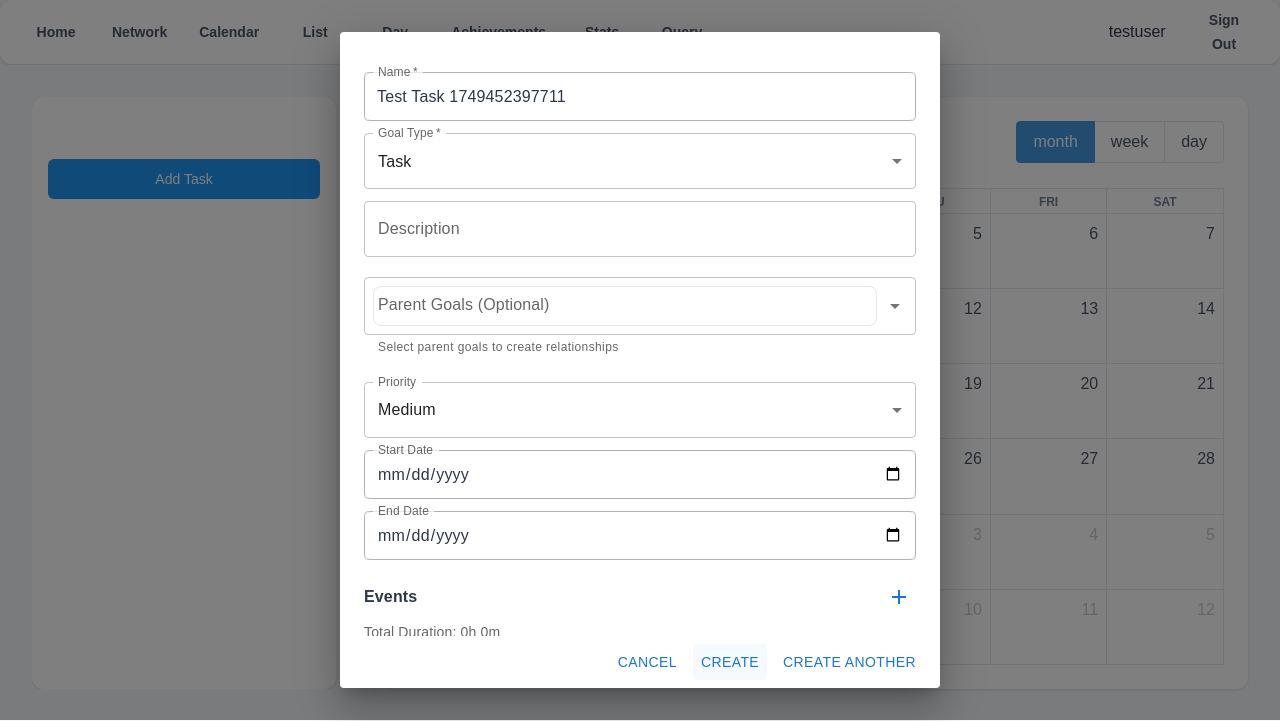 Home Network Calendar List Day Achievements Stats Query testuser Sign Out
Name *
Test Task 1749452397711
Goal Type *
Task
Add Task
month week day
Description
FRI SAT
5 6 7
Parent Goals (Optional)
12 13 14
Select parent goals to create relationships
Priority
19 20 21
Medium
Start Date
26 27 28
mm/dd/yyyy
End Date
mm/dd/yyyy
3 4 5
Events
10 11 12
Total Duration: 0h 0m
CANCEL CREATE CREATE ANOTHER